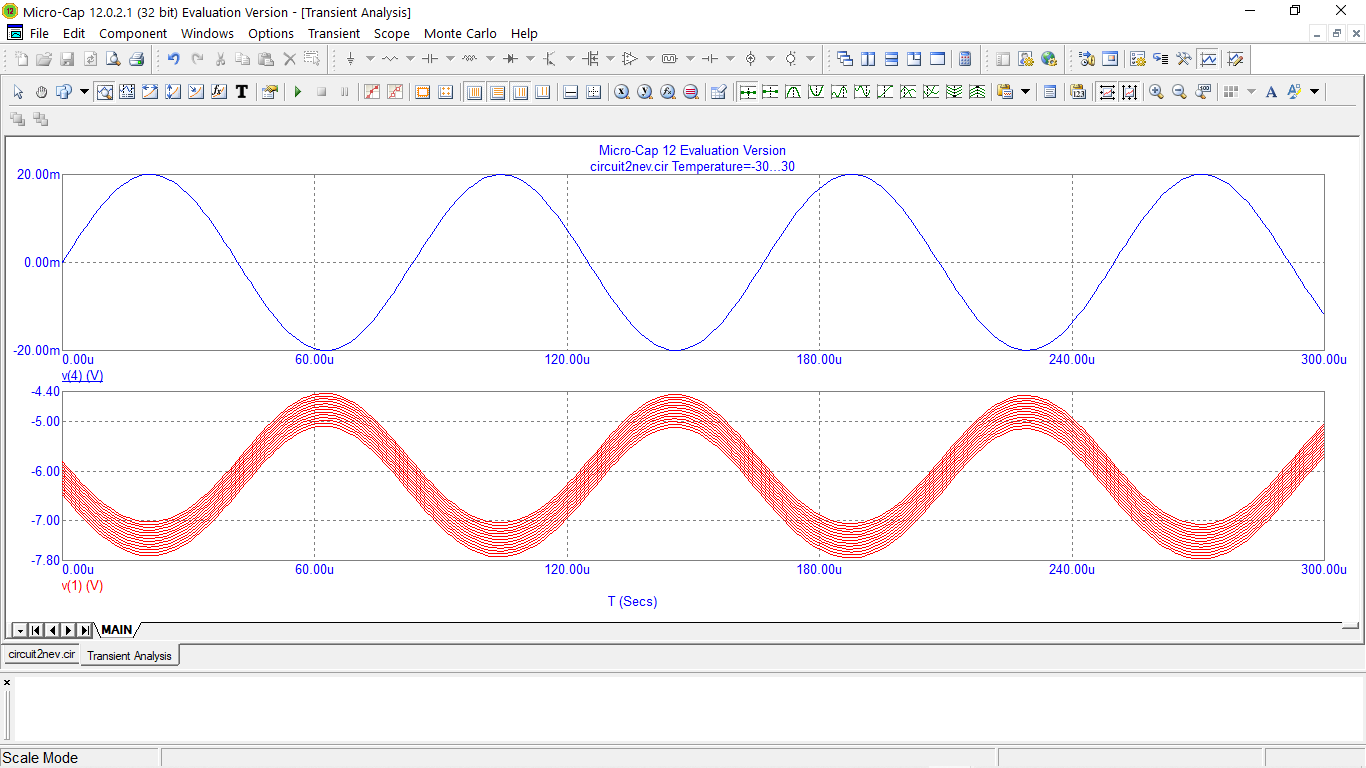 Micro-Cap 12.0.2.1 (32 bit) Evaluation Version - [Transient Analysis]
File Edit Component Windows Options Transient Scope Monte Carlo Help
Micro-Cap 12 Evaluation Version
circuit2nev.cir Temperature=-30...30
20.00m
0.00m
-20.00m
0.00u 60.00u 120.00u 180.00u 240.00u 300.00u
v(4) (V)
-4.40
-5.00
-6.00
-7.00
-7.80
0.00u 60.00u 120.00u 180.00u 240.00u 300.00u
v(1) (V)
T (Secs)
MAIN
circuit2nev.cir Transient Analysis
Scale Mode